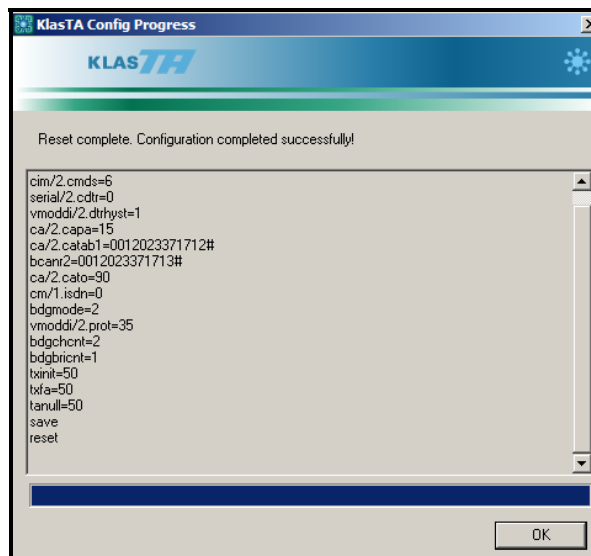 KlasTA Config Progress
KLAS TA
Reset complete. Configuration completed successfully!
cim/2.cmds=6
serial/2.cdtr=0
vmoddi/2.dtrhyst=1
ca/2.capa=15
ca/2.catab1=0012023371712#
bcanr2=0012023371713#
ca/2.cato=90
cm/1.isdn=0
bdgmode=2
vmoddi/2.prot=35
bdgchcnt=2
bdgbricnt=1
txinit=50
txfa=50
tanull=50
save
reset
OK